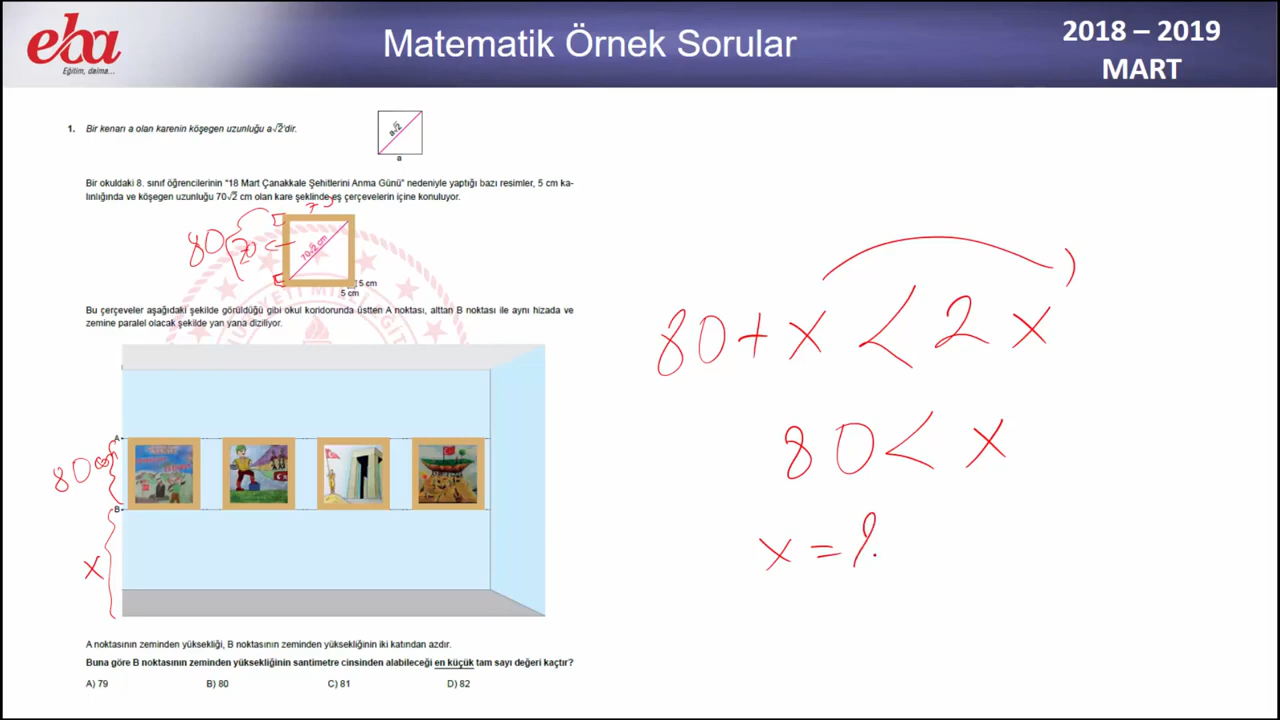 eba
Eğitim, daima...
Matematik Örnek Sorular
2018 – 2019
MART
1. Bir kenarı a olan karenin köşegen uzunluğu a√2'dir.
a√2
a
Bir okuldaki 8. sınıf öğrencilerinin "18 Mart Çanakkale Şehitlerini Anma Günü" nedeniyle yaptığı bazı resimler, 5 cm ka-
lınlığında ve köşegen uzunluğu 70√2 cm olan kare şeklinde eş çerçevelerin içine konuluyor.
80
70
70√2 cm
5 cm
5 cm
Bu çerçeveler aşağıdaki şekilde görüldüğü gibi okul koridorunda üstten A noktası, alttan B noktası ile aynı hizada ve
zemine paralel olacak şekilde yan yana diziliyor.
A
80 cm
B
x
80 + x < 2x
80 < x
x = ?
A noktasının zeminden yüksekliği, B noktasının zeminden yüksekliğinin iki katından azdır.
Buna göre B noktasının zeminden yüksekliğinin santimetre cinsinden alabileceği en küçük tam sayı değeri kaçtır?
A) 79 B) 80 C) 81 D) 82